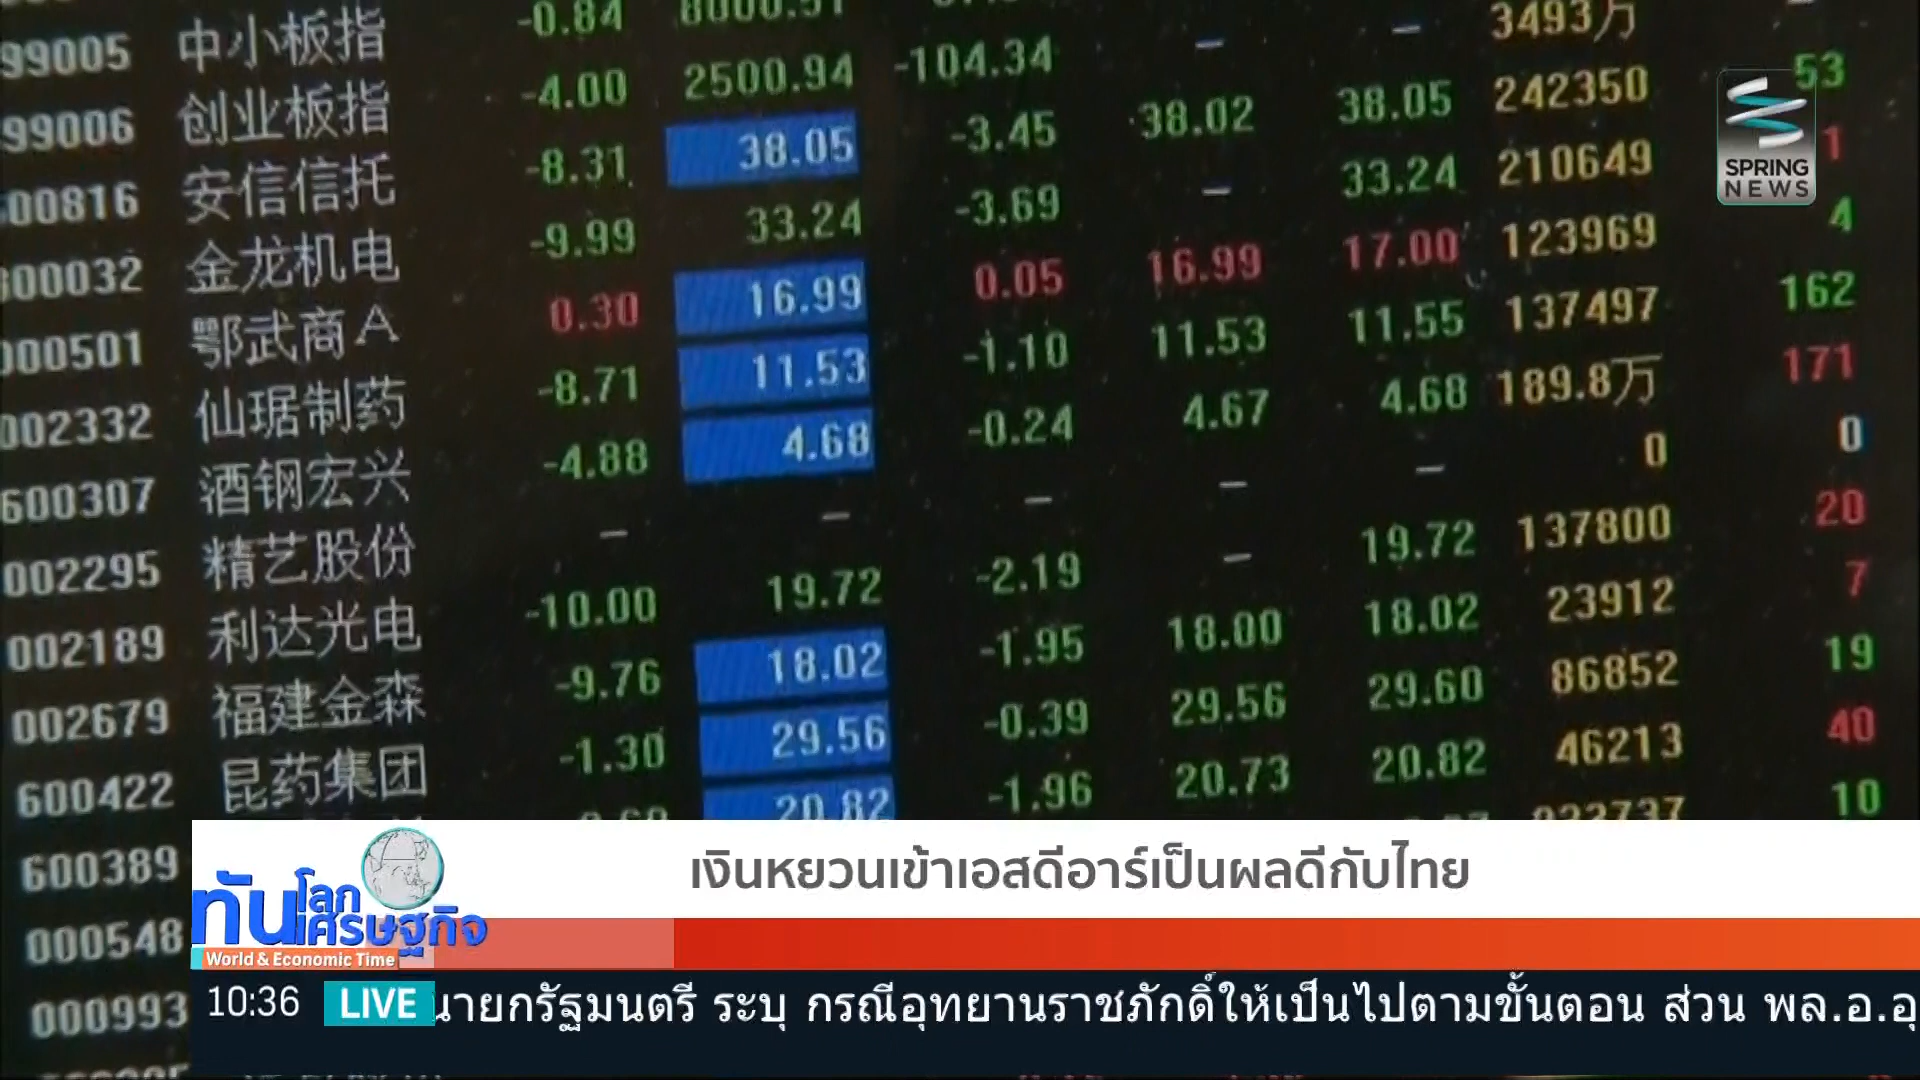 -0.84
99005 中小板指 -4.00 2500.94 -104.34 – – 3493万
99006 创业板指 -8.31 38.05 -3.45 38.02 38.05 242350 53
600816 安信信托 -9.99 33.24 -3.69 – 33.24 210649 1
300032 金龙机电 0.30 16.99 0.05 16.99 17.00 123969 4
000501 鄂武商A -8.71 11.53 -1.10 11.53 11.55 137497 162
002332 仙琚制药 -4.88 4.68 -0.24 4.67 4.68 189.8万 171
600307 酒钢宏兴 – – – – – 0 0
002295 精艺股份 -10.00 19.72 -2.19 – 19.72 137800 20
002189 利达光电 -9.76 18.02 -1.95 18.00 18.02 23912 7
002679 福建金森 -1.30 29.56 -0.39 29.56 29.60 86852 19
600422 昆药集团 20.82 -1.96 20.73 20.82 46213 40
600389 10
000548
000993
SPRING
NEWS
เงินหยวนเข้าเอสดีอาร์เป็นผลดีกับไทย
ทันโลกเศรษฐกิจ
World & Economic Time
10:36 LIVE นายกรัฐมนตรี ระบุ กรณีอุทยานราชภักดิ์ให้เป็นไปตามขั้นตอน ส่วน พล.อ.อุ